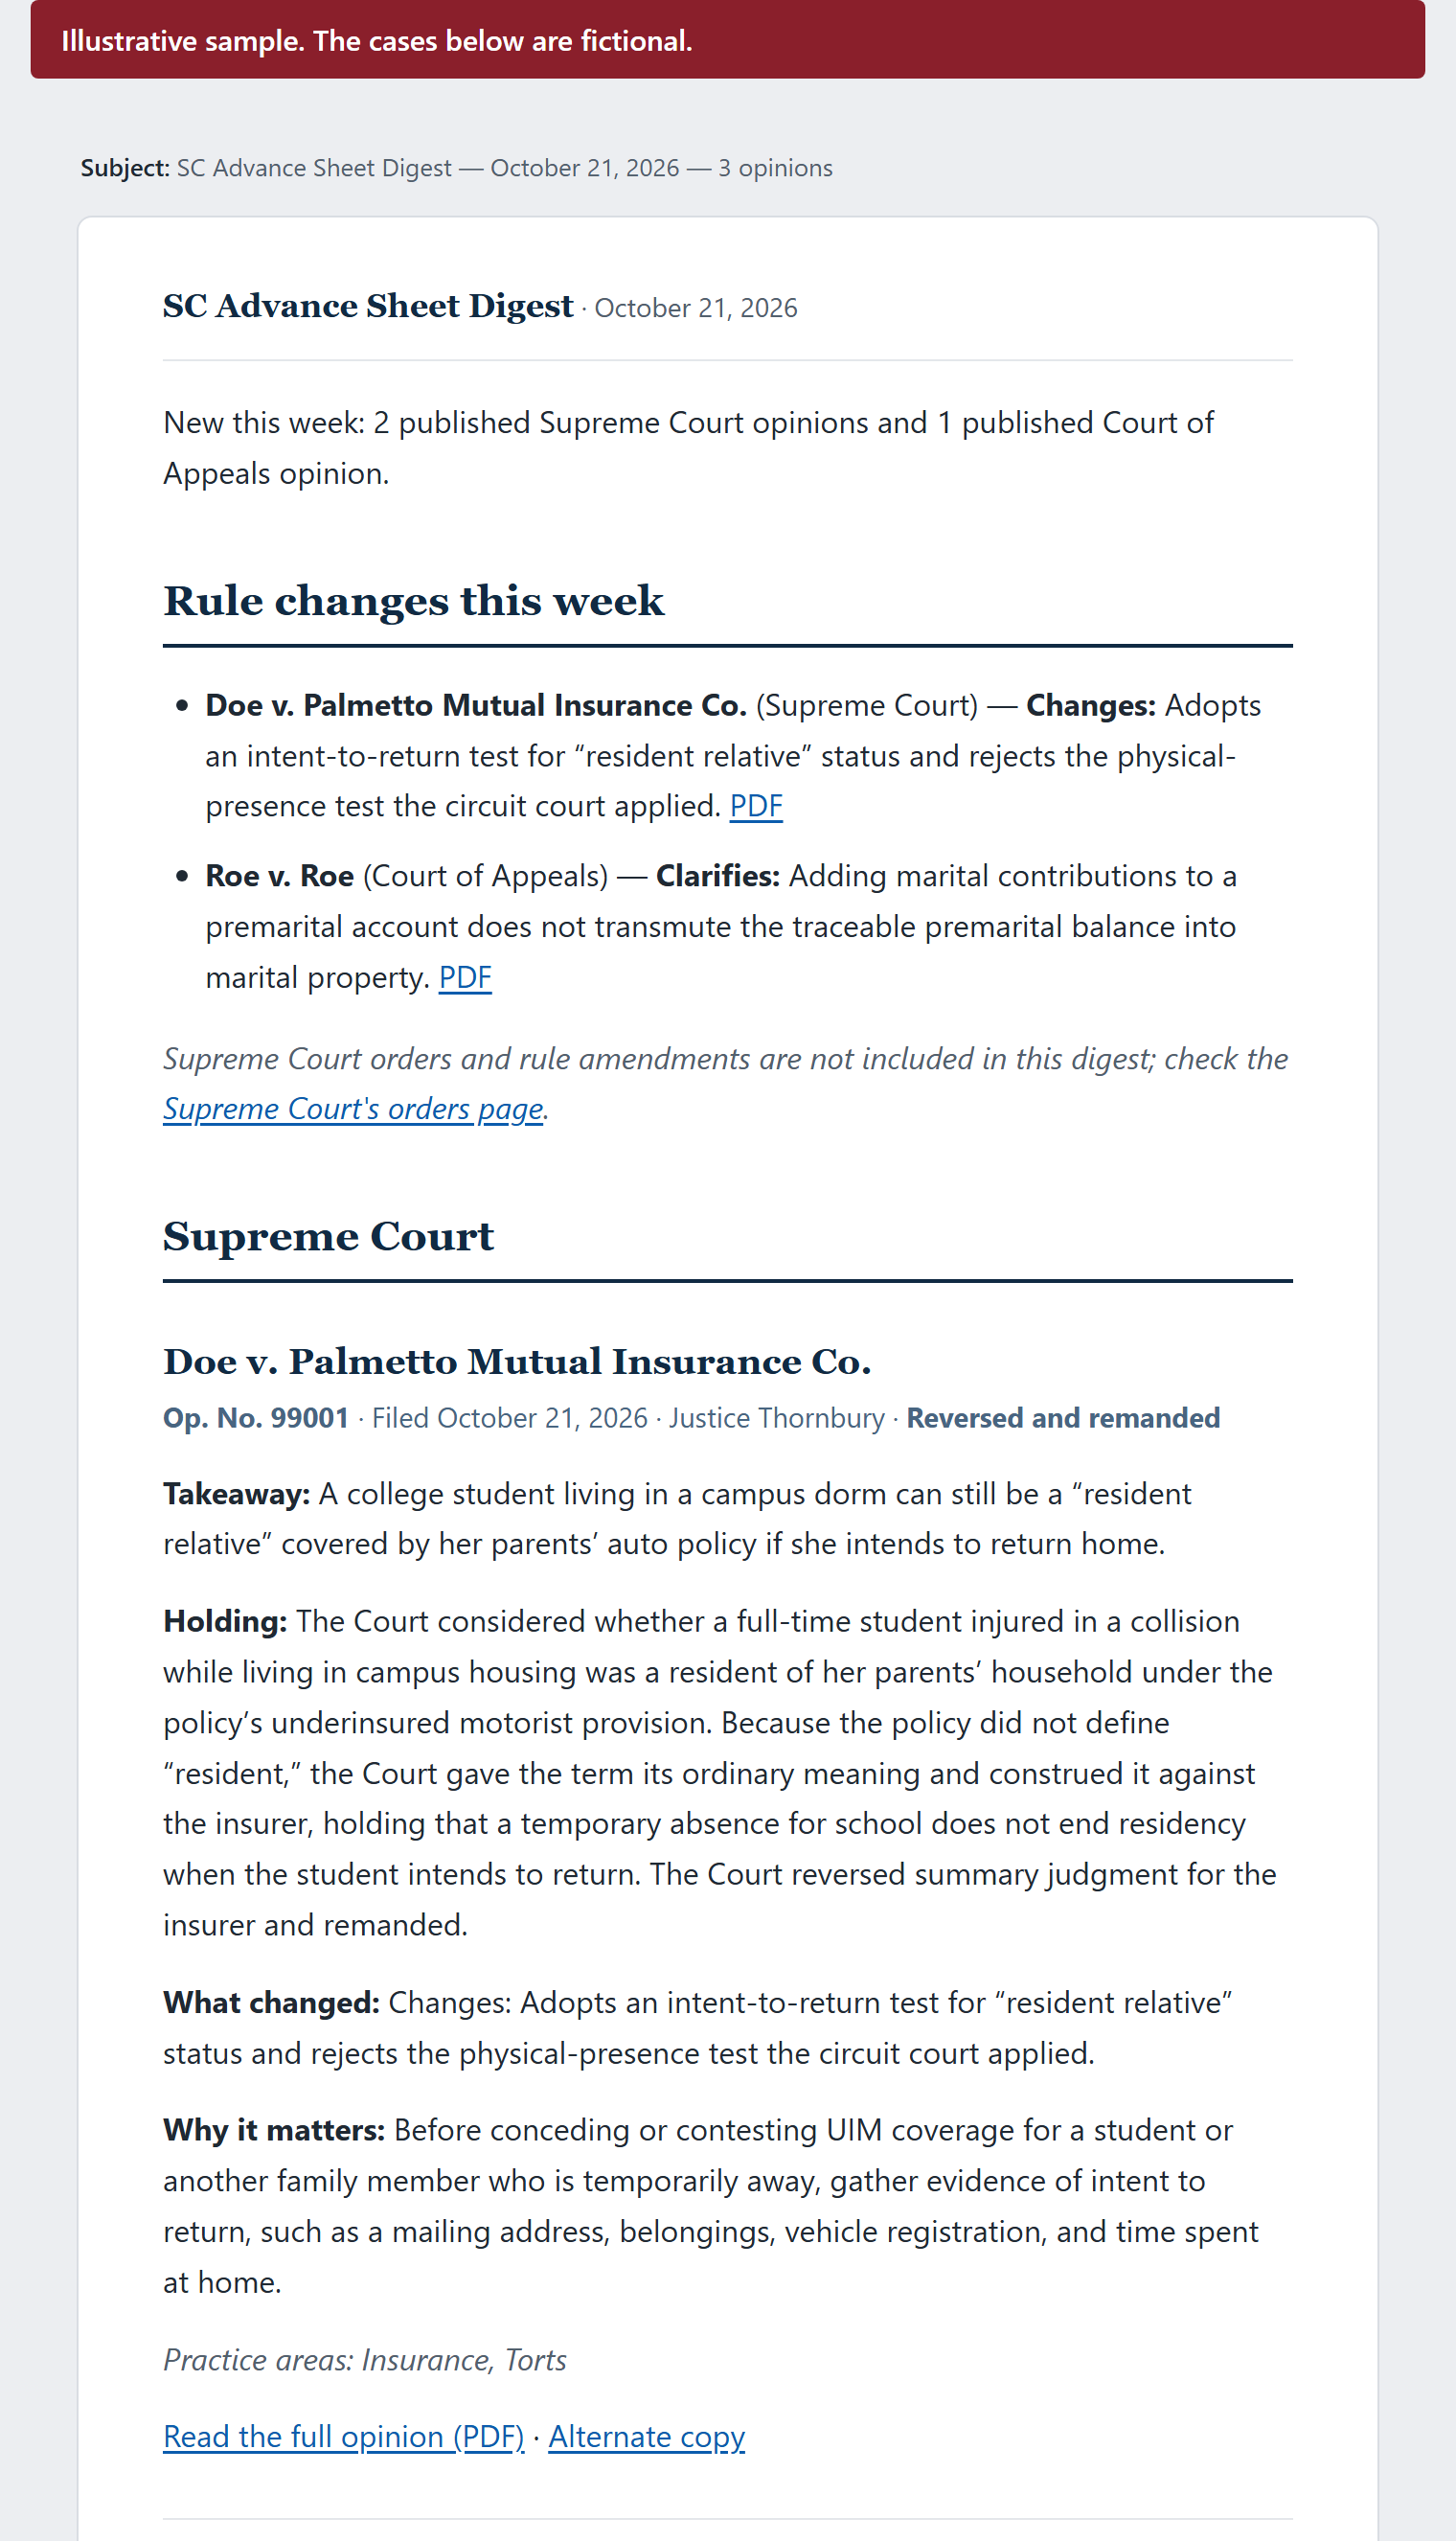 Illustrative sample. The cases below are fictional.
Subject: SC Advance Sheet Digest — October 21, 2026 — 3 opinions
SC Advance Sheet Digest · October 21, 2026
New this week: 2 published Supreme Court opinions and 1 published Court of
Appeals opinion.
Rule changes this week
• Doe v. Palmetto Mutual Insurance Co. (Supreme Court) — Changes: Adopts
an intent-to-return test for “resident relative” status and rejects the physical-
presence test the circuit court applied. PDF
• Roe v. Roe (Court of Appeals) — Clarifies: Adding marital contributions to a
premarital account does not transmute the traceable premarital balance into
marital property. PDF
Supreme Court orders and rule amendments are not included in this digest; check the
Supreme Court's orders page.
Supreme Court
Doe v. Palmetto Mutual Insurance Co.
Op. No. 99001 · Filed October 21, 2026 · Justice Thornbury · Reversed and remanded
Takeaway: A college student living in a campus dorm can still be a “resident
relative” covered by her parents’ auto policy if she intends to return home.
Holding: The Court considered whether a full-time student injured in a collision
while living in campus housing was a resident of her parents’ household under the
policy’s underinsured motorist provision. Because the policy did not define
“resident,” the Court gave the term its ordinary meaning and construed it against
the insurer, holding that a temporary absence for school does not end residency
when the student intends to return. The Court reversed summary judgment for the
insurer and remanded.
What changed: Changes: Adopts an intent-to-return test for “resident relative”
status and rejects the physical-presence test the circuit court applied.
Why it matters: Before conceding or contesting UIM coverage for a student or
another family member who is temporarily away, gather evidence of intent to
return, such as a mailing address, belongings, vehicle registration, and time spent
at home.
Practice areas: Insurance, Torts
Read the full opinion (PDF) · Alternate copy